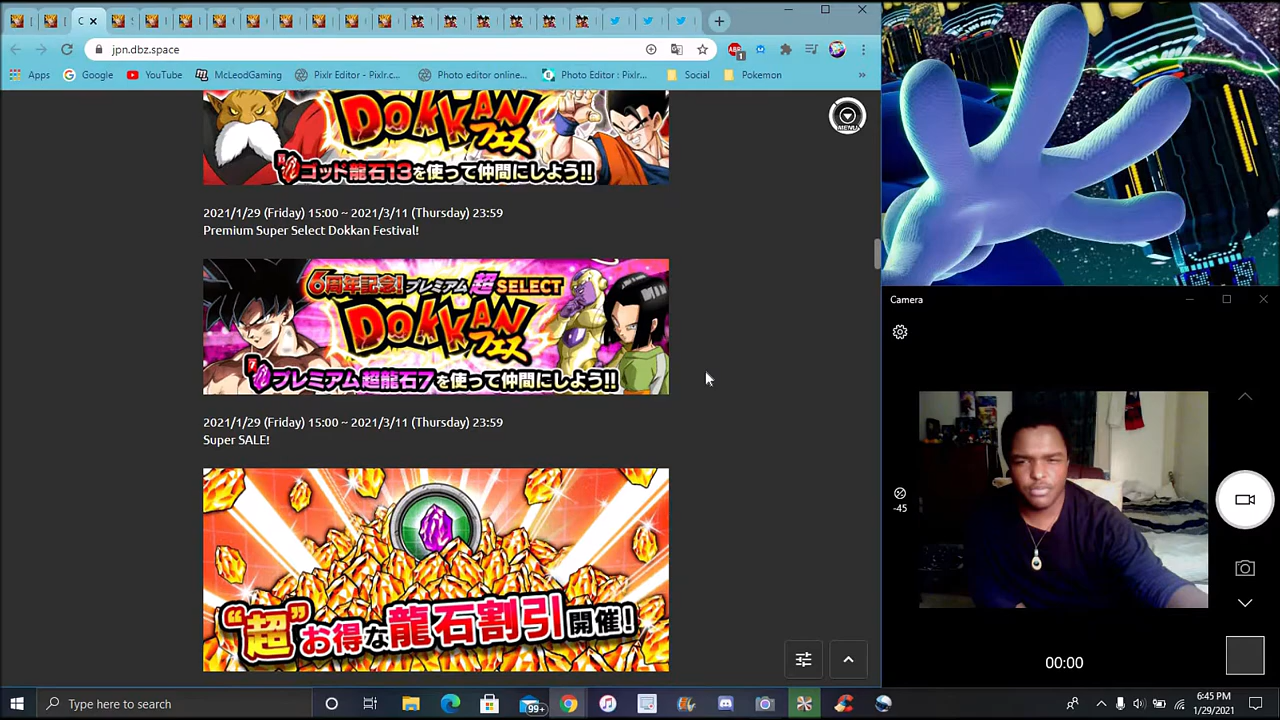 jpn.dbz.space
Apps
Google
YouTube
McLeodGaming
Pixlr Editor - Pixlr.c...
Photo editor online...
Photo Editor : Pixlr...
Social
Pokemon
»
MENU
DOKKAN
フェス
ゴッド龍石13を使って仲間にしよう!!
2021/1/29 (Friday) 15:00 ~ 2021/3/11 (Thursday) 23:59
Premium Super Select Dokkan Festival!
6周年記念! プレミアム 超 SELECT
DOKKAN
フェス
プレミアム超龍石7を使って仲間にしよう!!
2021/1/29 (Friday) 15:00 ~ 2021/3/11 (Thursday) 23:59
Super SALE!
"超"お得な龍石割引開催!
Camera
-45
00:00
Type here to search
99+
6:45 PM
1/29/2021